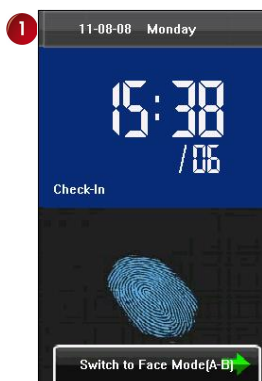 1
11-08-08 Monday
15:38
/06
Check-In
Switch to Face Mode(A-B)